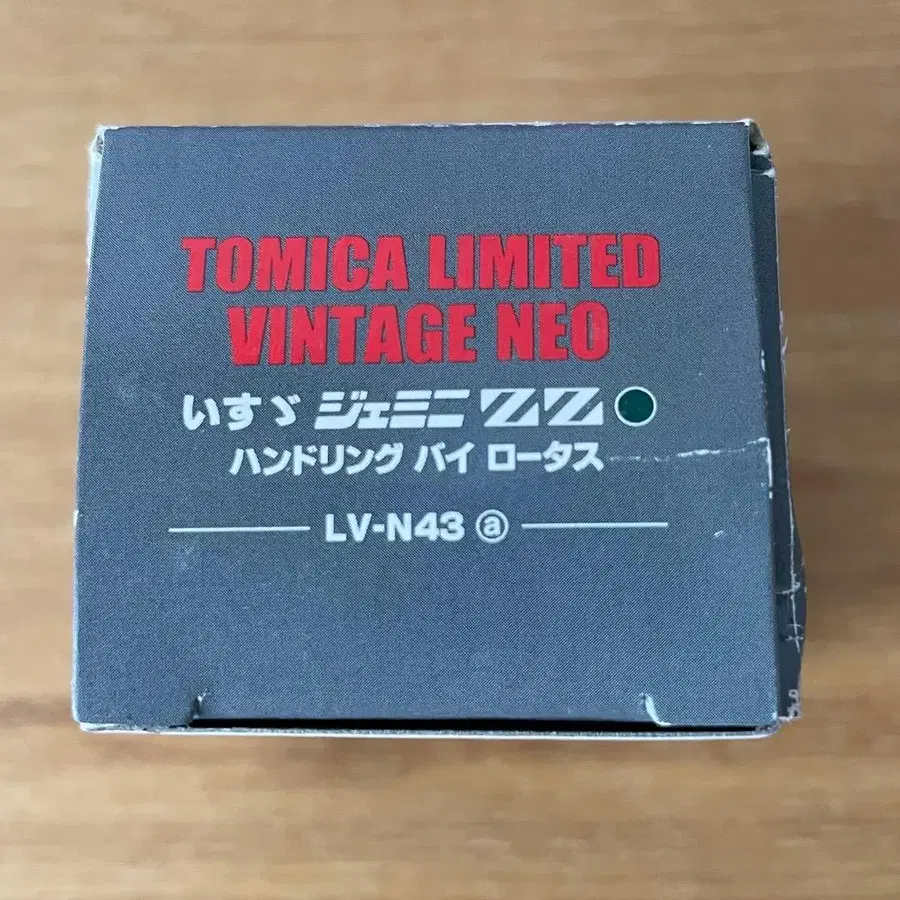 TOMICA LIMITED
VINTAGE NEO
いすゞ ジェミニ ZZ
ハンドリング バイ ロータス
LV-N43 ⓐ